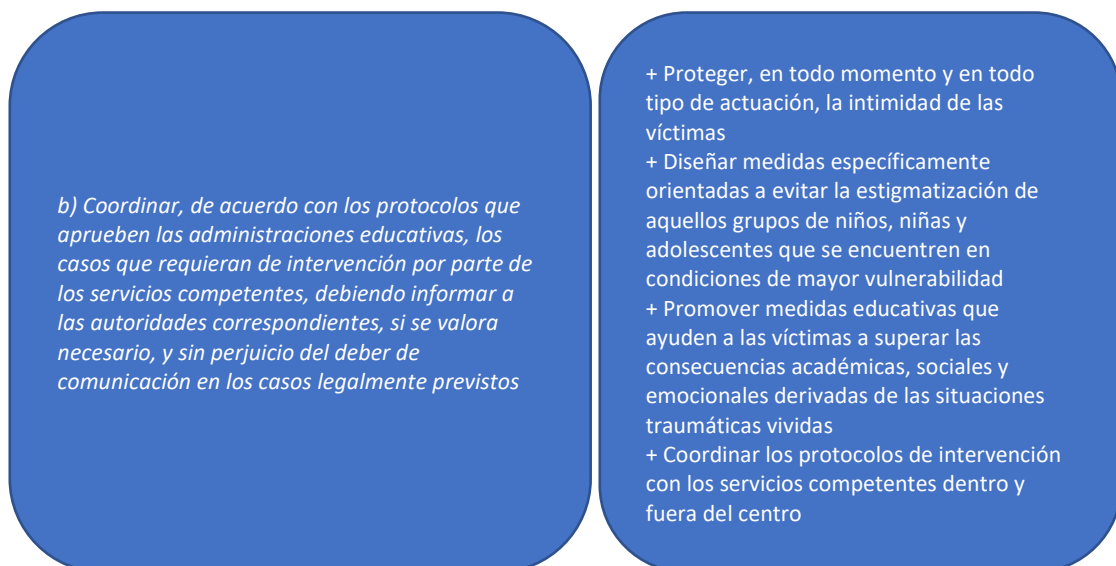 b) Coordinar, de acuerdo con los protocolos que
aprueben las administraciones educativas, los
casos que requieran de intervención por parte de
los servicios competentes, debiendo informar a
las autoridades correspondientes, si se valora
necesario, y sin perjuicio del deber de
comunicación en los casos legalmente previstos
+ Proteger, en todo momento y en todo
tipo de actuación, la intimidad de las
víctimas
+ Diseñar medidas específicamente
orientadas a evitar la estigmatización de
aquellos grupos de niños, niñas y
adolescentes que se encuentren en
condiciones de mayor vulnerabilidad
+ Promover medidas educativas que
ayuden a las víctimas a superar las
consecuencias académicas, sociales y
emocionales derivadas de las situaciones
traumáticas vividas
+ Coordinar los protocolos de intervención
con los servicios competentes dentro y
fuera del centro